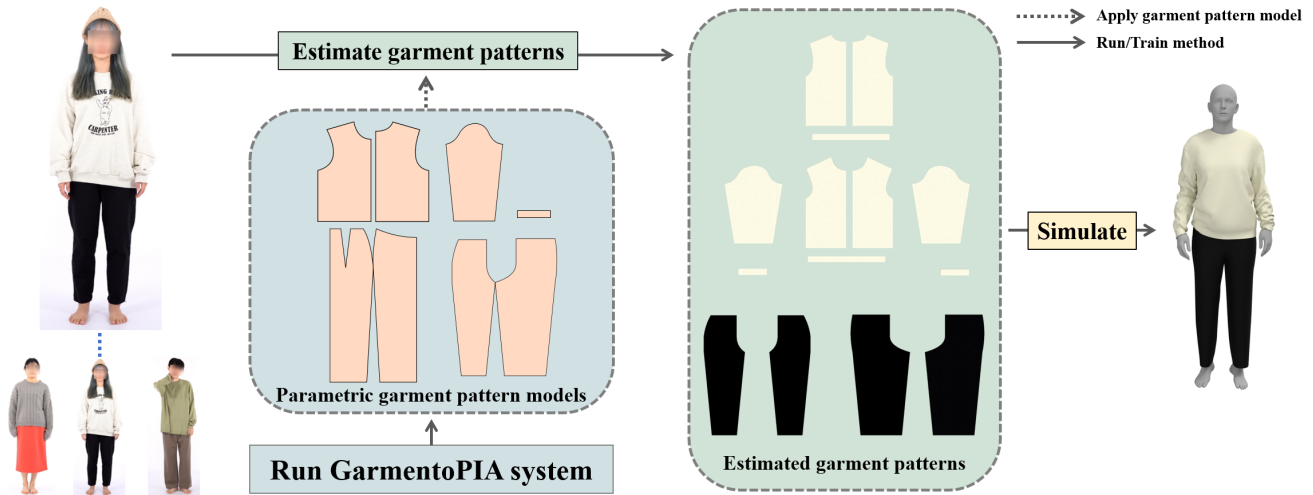 Apply garment pattern model
Run/Train method
Estimate garment patterns
CARPENTER
Parametric garment pattern models
Run GarmentoPIA system
Estimated garment patterns
Simulate